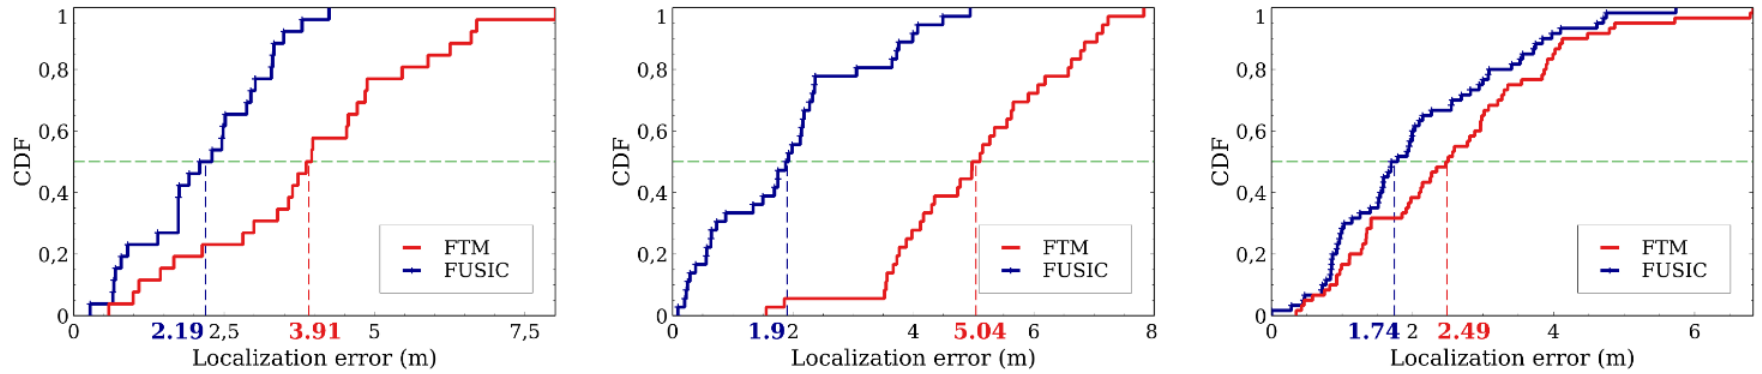 1
0,8
0,6
0,4
0,2
0
CDF
FTM
FUSIC
0 2.19 2,5 3.91 5 7,5
Localization error (m)
1
0,8
0,6
0,4
0,2
0
CDF
FTM
FUSIC
0 1.9 2 4 5.04 6 8
Localization error (m)
1
0,8
0,6
0,4
0,2
0
CDF
FTM
FUSIC
0 1.74 2 2.49 4 6
Localization error (m)